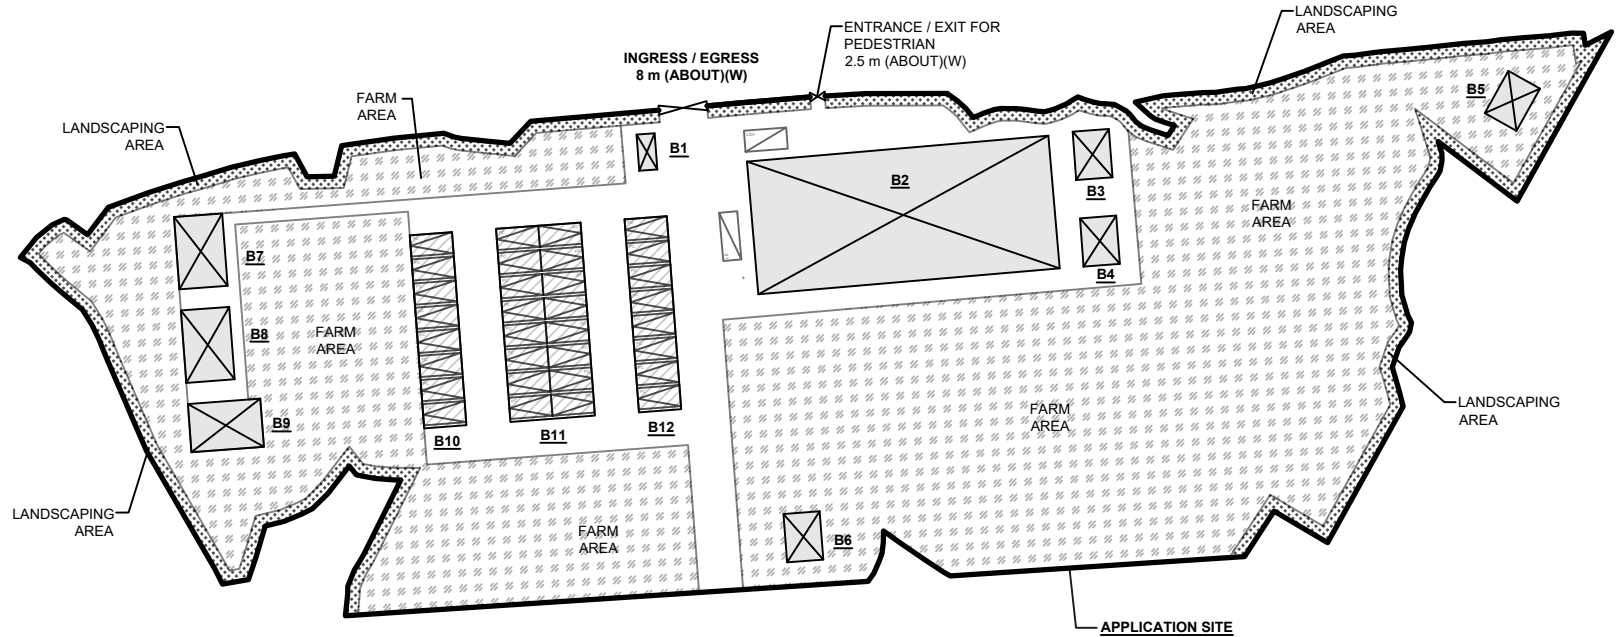 LANDSCAPING
AREA
ENTRANCE / EXIT FOR
PEDESTRIAN
2.5 m (ABOUT)(W)
INGRESS / EGRESS
8 m (ABOUT)(W)
FARM
AREA
LANDSCAPING
AREA
B5
B1
B2
B3
FARM
AREA
B7
B4
B8
FARM
AREA
LANDSCAPING
AREA
FARM
AREA
B9
B10
B11
B12
LANDSCAPING
AREA
FARM
AREA
B6
APPLICATION SITE